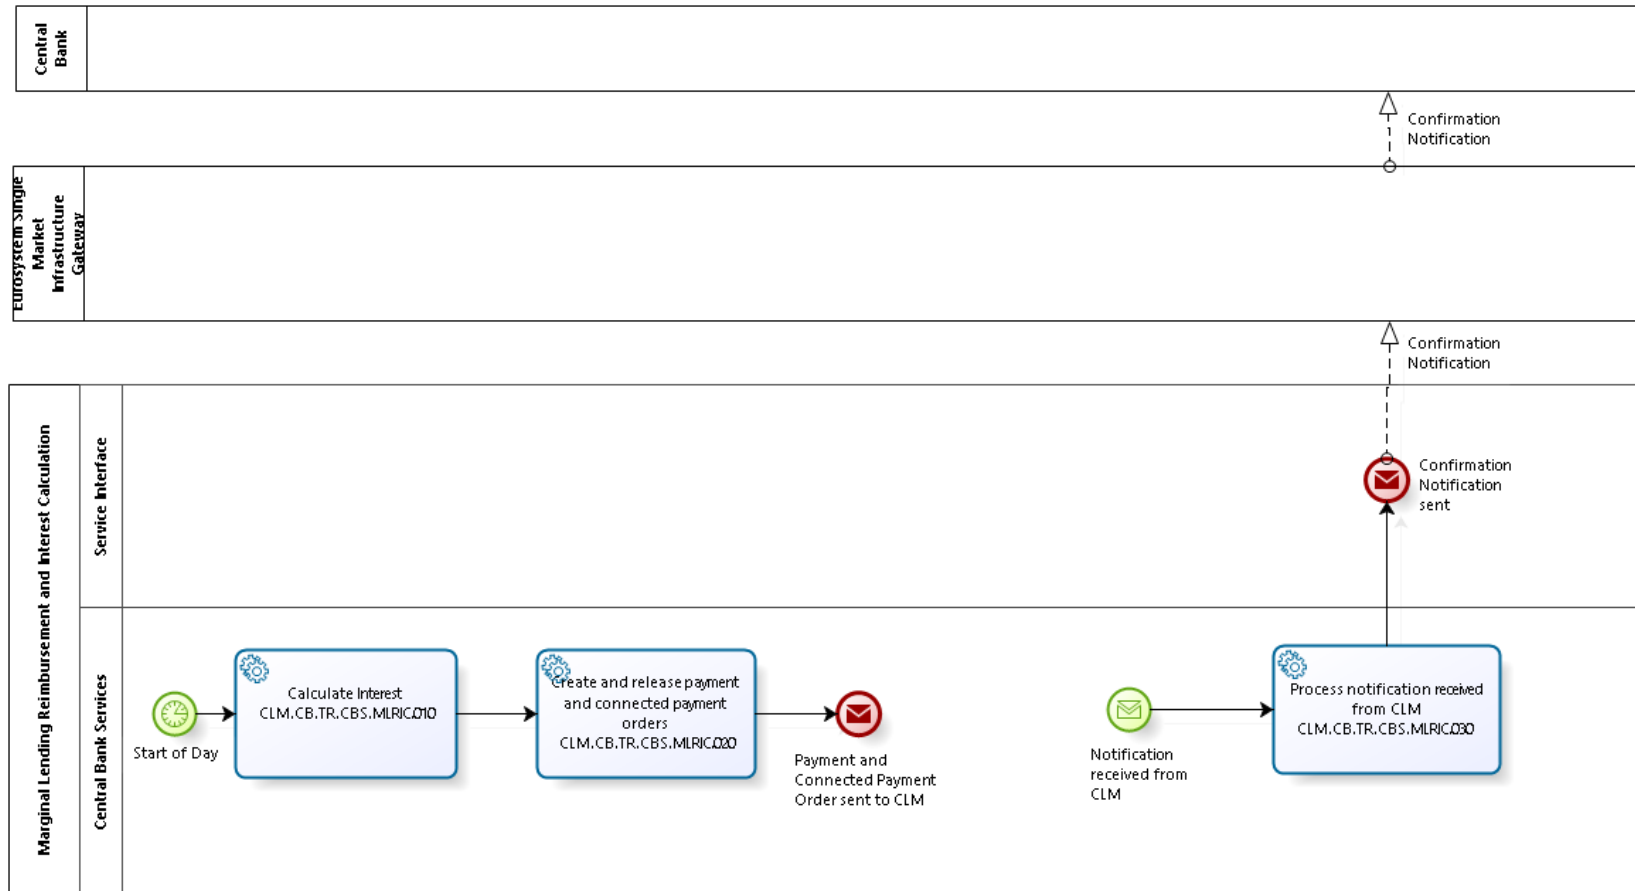 Central
Bank
Confirmation
Notification
Eurosystem Single
Market
Infrastructure
Gateway
Confirmation
Notification
Marginal Lending Reimbursement and Interest Calculation
Service Interface
Confirmation
Notification
sent
Central Bank Services
Start of Day
Calculate Interest
CLM.CB.TR.CBS.MLRIC.010
Create and release payment
and connected payment
orders
CLM.CB.TR.CBS.MLRIC.020
Payment and
Connected Payment
Order sent to CLM
Notification
received from
CLM
Process notification received
from CLM
CLM.CB.TR.CBS.MLRIC.030